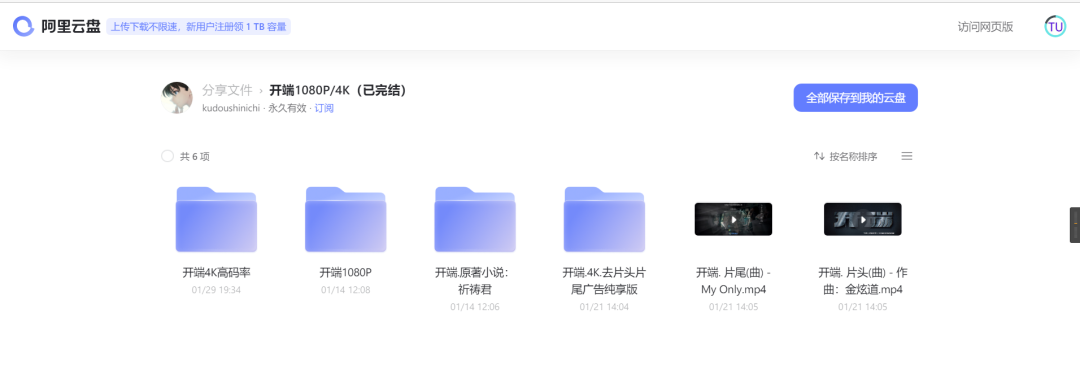 阿里云盘 上传下载不限速，新用户注册领 1 TB 容量 访问网页版 TU
分享文件 › 开端1080P/4K（已完结）
kudoushinichi · 永久有效 · 订阅
全部保存到我的云盘
共 6 项 按名称排序
开端4K高码率
01/29 19:34
开端1080P
01/14 12:08
开端.原著小说：
祈祷君
01/14 12:06
开端.4K.去片头片
尾广告纯享版
01/21 14:04
开端. 片尾(曲) -
My Only.mp4
01/21 14:05
开端
开端. 片头(曲) - 作
曲：金炫道.mp4
01/21 14:05